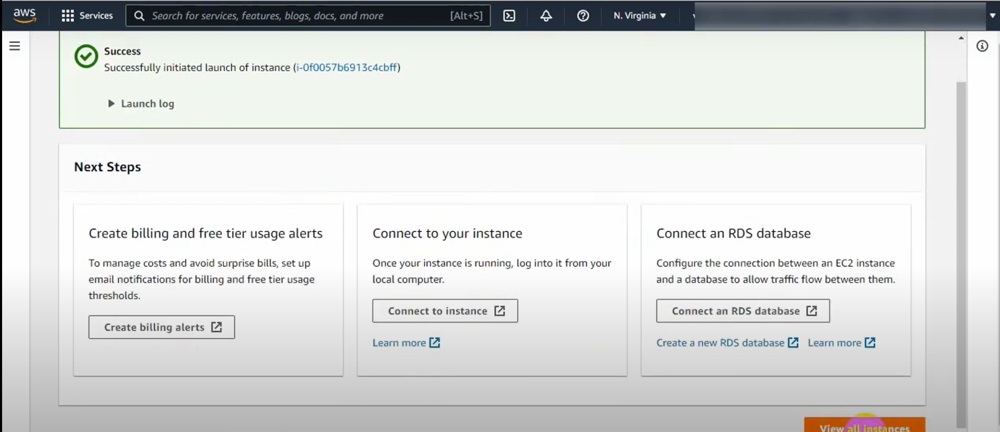 aws
Services
Search for services, features, blogs, docs, and more
[Alt+S]
N. Virginia
Success
Successfully initiated launch of instance (i-0f0057b6913c4cbff)
Launch log
Next Steps
Create billing and free tier usage alerts
To manage costs and avoid surprise bills, set up
email notifications for billing and free tier usage
thresholds.
Create billing alerts
Connect to your instance
Once your instance is running, log into it from your
local computer.
Connect to instance
Learn more
Connect an RDS database
Configure the connection between an EC2 instance
and a database to allow traffic flow between them.
Connect an RDS database
Create a new RDS database Learn more
View all instances